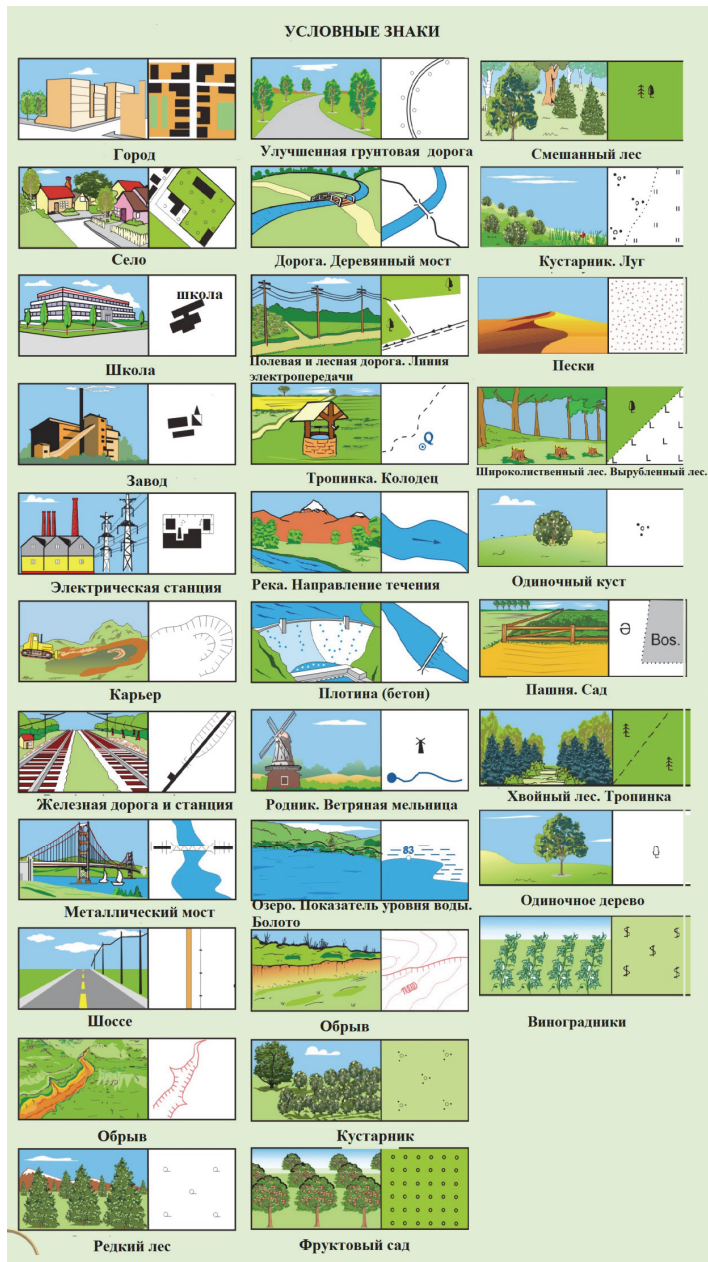 УСЛОВНЫЕ ЗНАКИ
Город
Село
школа
Школа
Завод
Электрическая станция
Карьер
Железная дорога и станция
Металлический мост
Шоссе
Обрыв
Редкий лес
Улучшенная грунтовая дорога
Дорога. Деревянный мост
Полевая и лесная дорога. Линия
электропередачи
Q
Тропинка. Колодец
Река. Направление течения
Плотина (бетон)
Родник. Ветряная мельница
83
Озеро. Показатель уровня воды.
Болото
Обрыв
Кустарник
Фруктовый сад
Смешанный лес
Кустарник. Луг
Пески
Широколиственный лес. Вырубленный лес.
Одиночный куст
Ə
Bos.
Пашня. Сад
Хвойный лес. Тропинка
Одиночное дерево
Виноградники